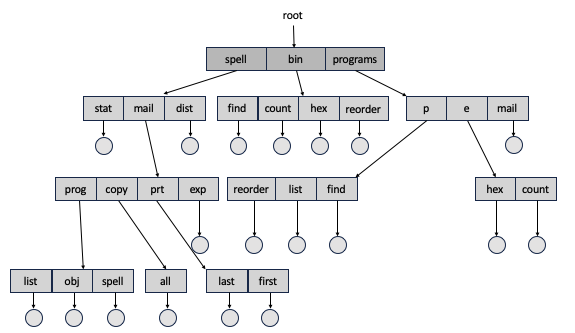 root
spell bin programs
stat mail dist find count hex reorder p e mail
prog copy prt exp reorder list find hex count
list obj spell all last first